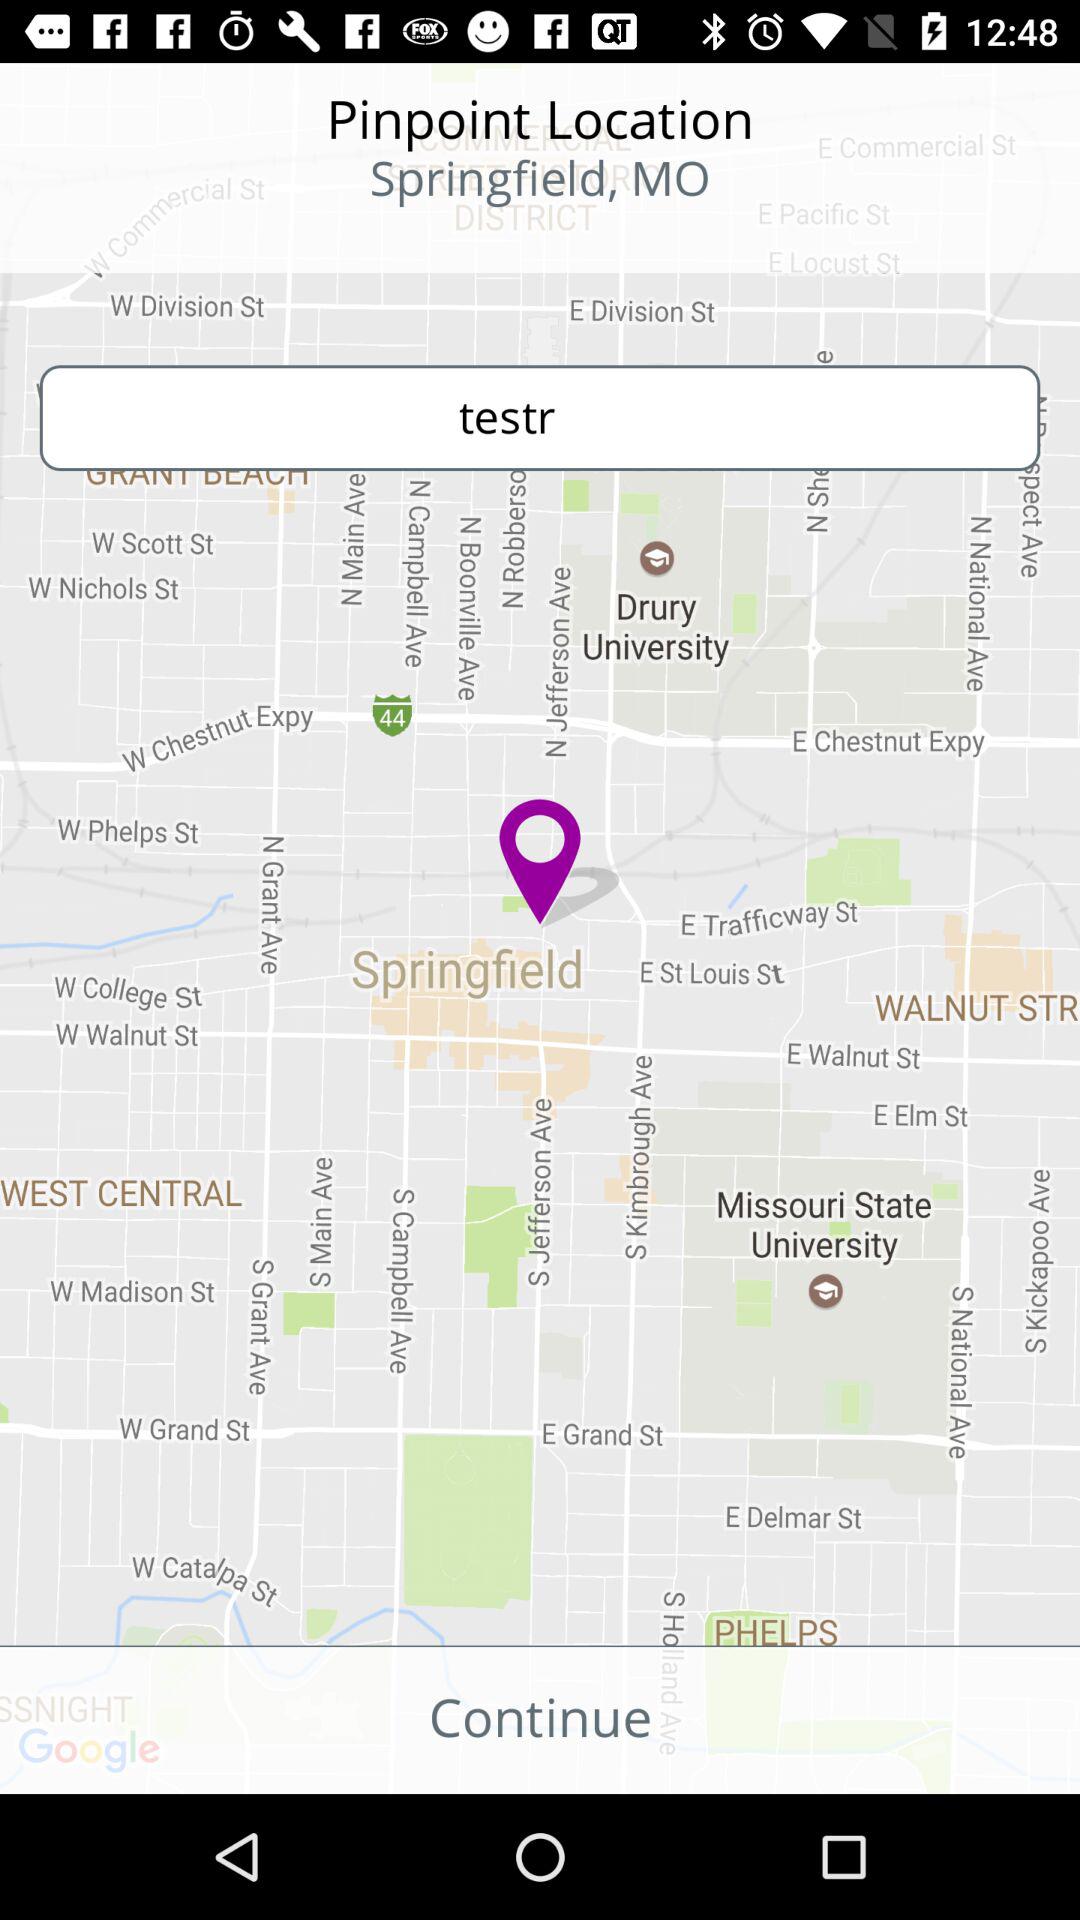 FOX
SPORTS
QT
12:48
Pinpoint Location
Springfield, MO
COMMERCIAL
STREET HISTORIC
DISTRICT
E Commercial St
W Commercial St
E Pacific St
E Locust St
W Division St
E Division St
testr
GRANT BEACH
N Main Ave
N Campbell Ave
N Boonville Ave
N Jefferson Ave
N National Ave
W Scott St
W Nichols St
Drury
University
44
W Chestnut Expy
E Chestnut Expy
W Phelps St
N Grant Ave
E Trafficway St
Springfield
E St Louis St
W College St
WALNUT STR
W Walnut St
E Walnut St
E Elm St
WEST CENTRAL
S Main Ave
S Campbell Ave
S Jefferson Ave
S Kimbrough Ave
Missouri State
University
S Kickapoo Ave
W Madison St
S Grant Ave
S National Ave
W Grand St
E Grand St
E Delmar St
W Catalpa St
S Holland Ave
PHELPS
SSNIGHT
Google
Continue